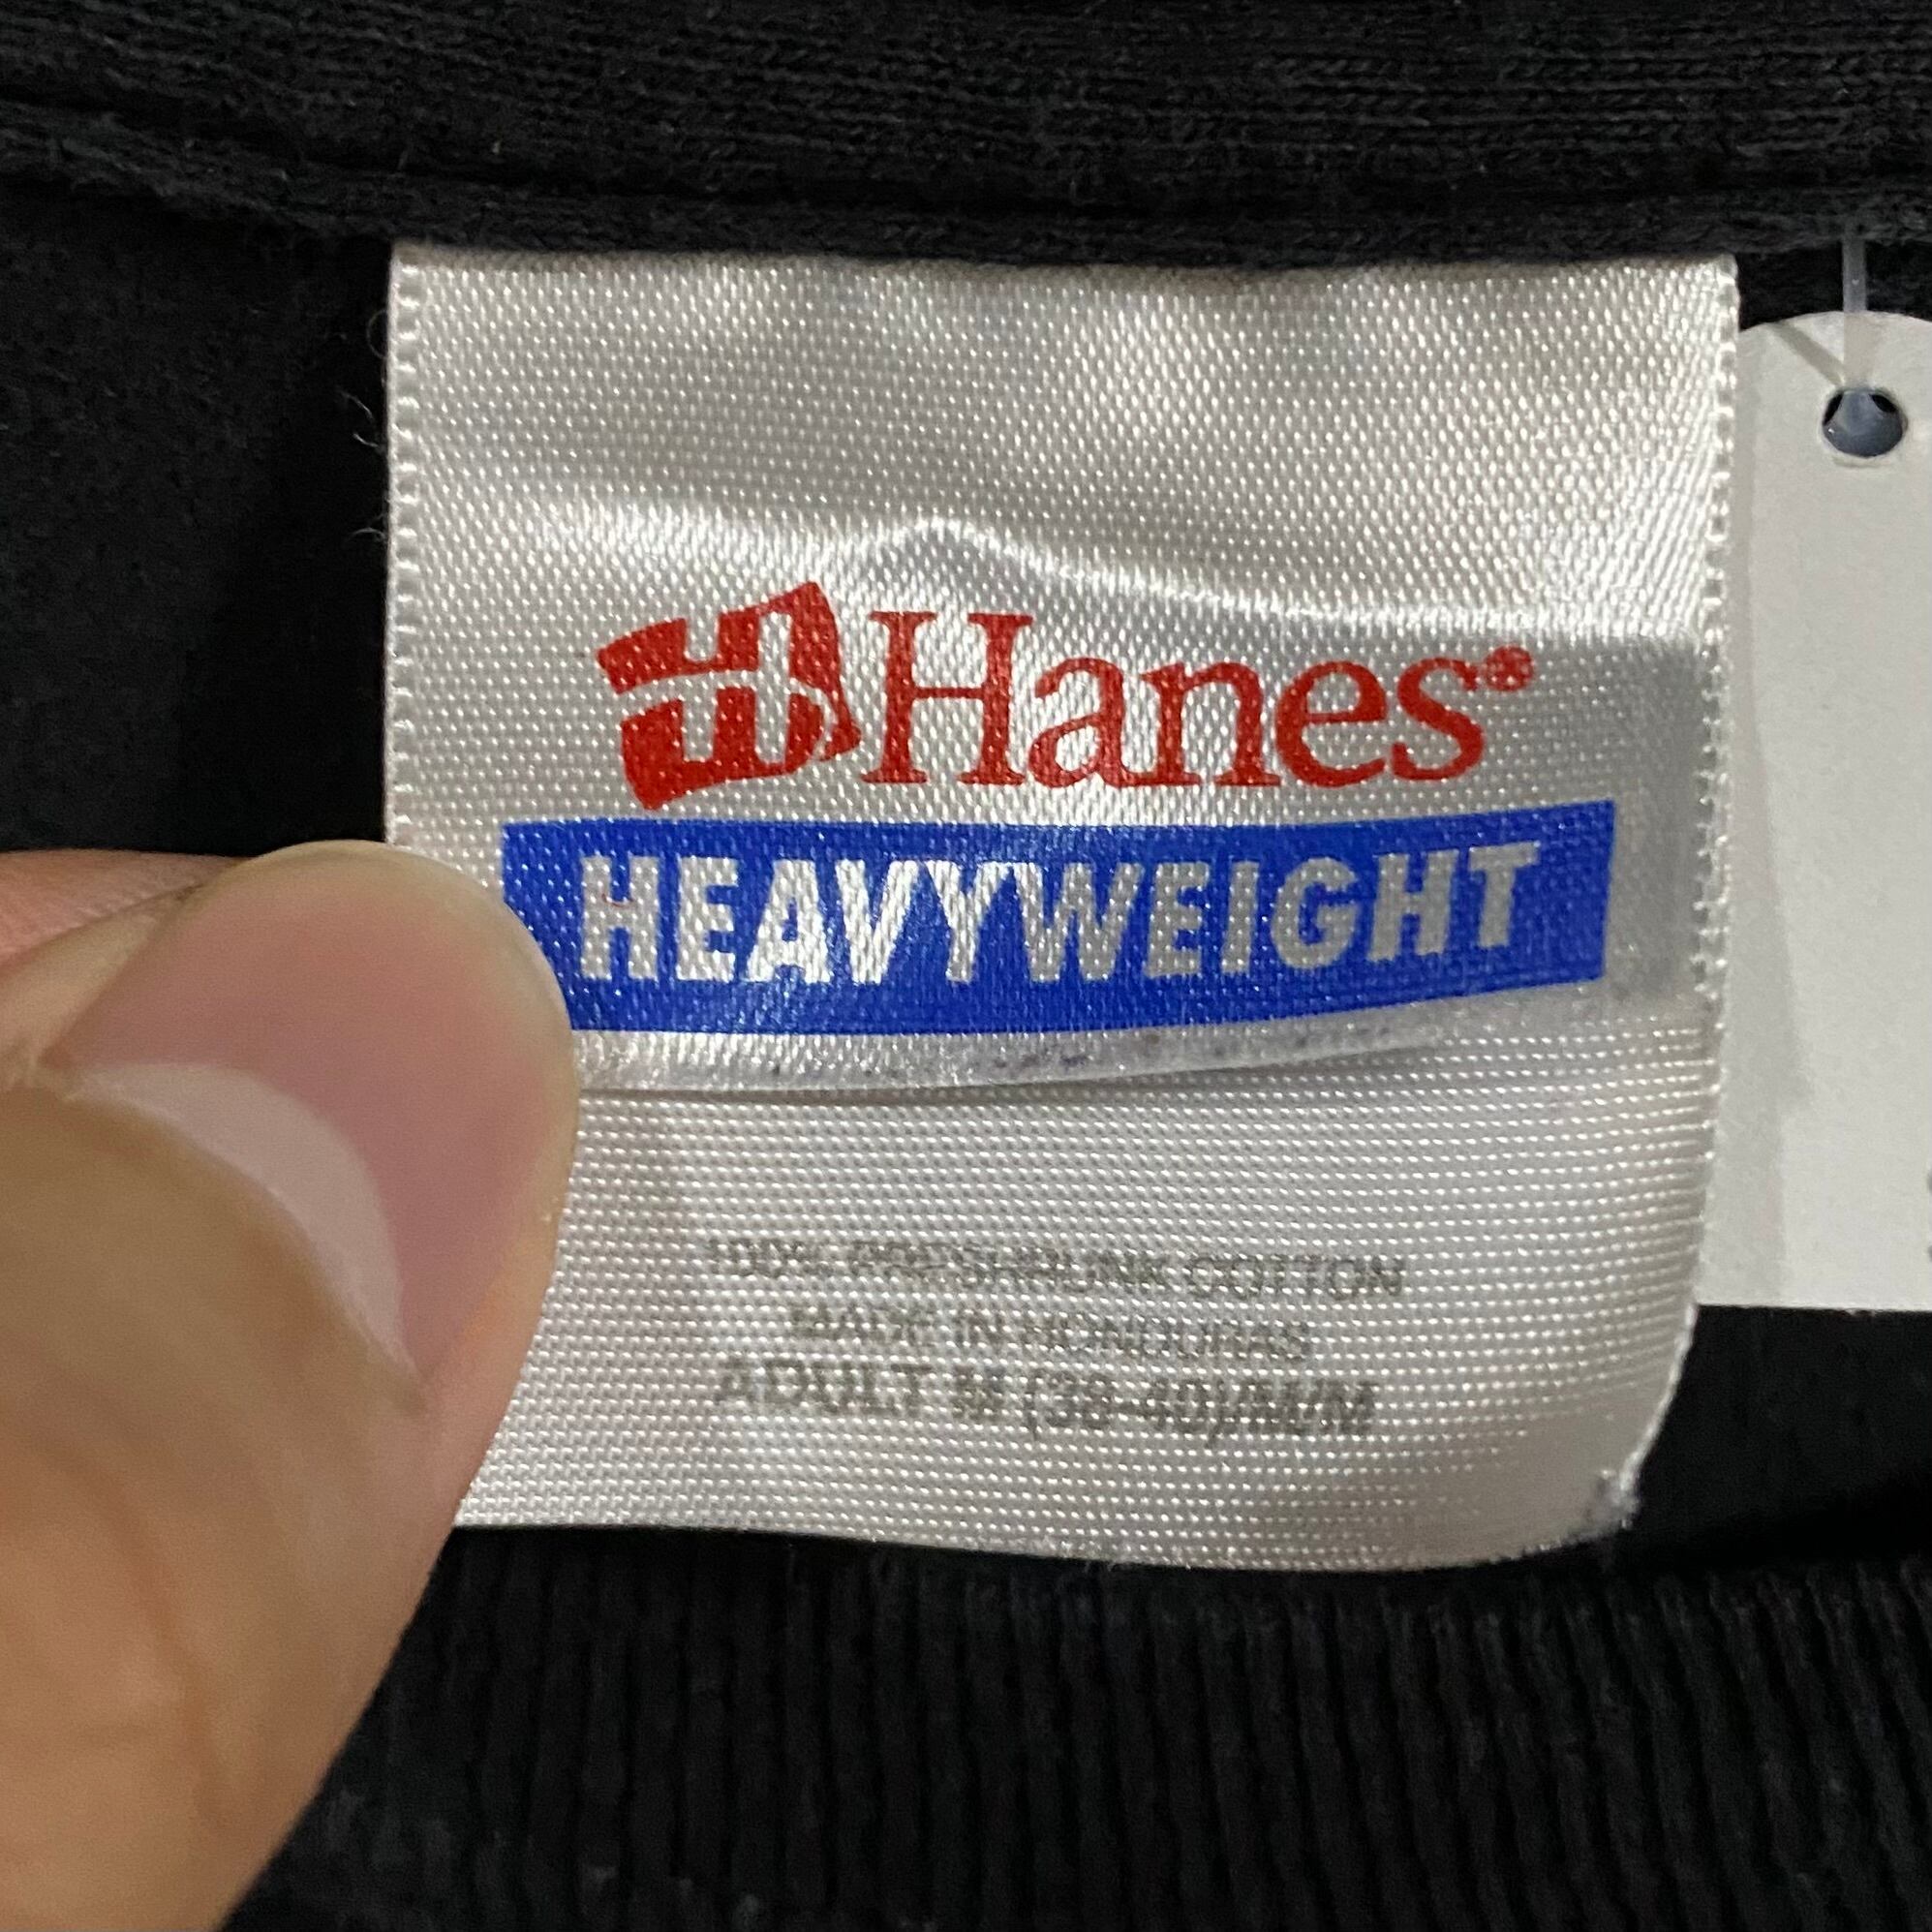 Hanes®
HEAVYWEIGHT
100% PRESHRUNK COTTON
MADE IN HONDURAS
ADULT M (38-40)/M/M